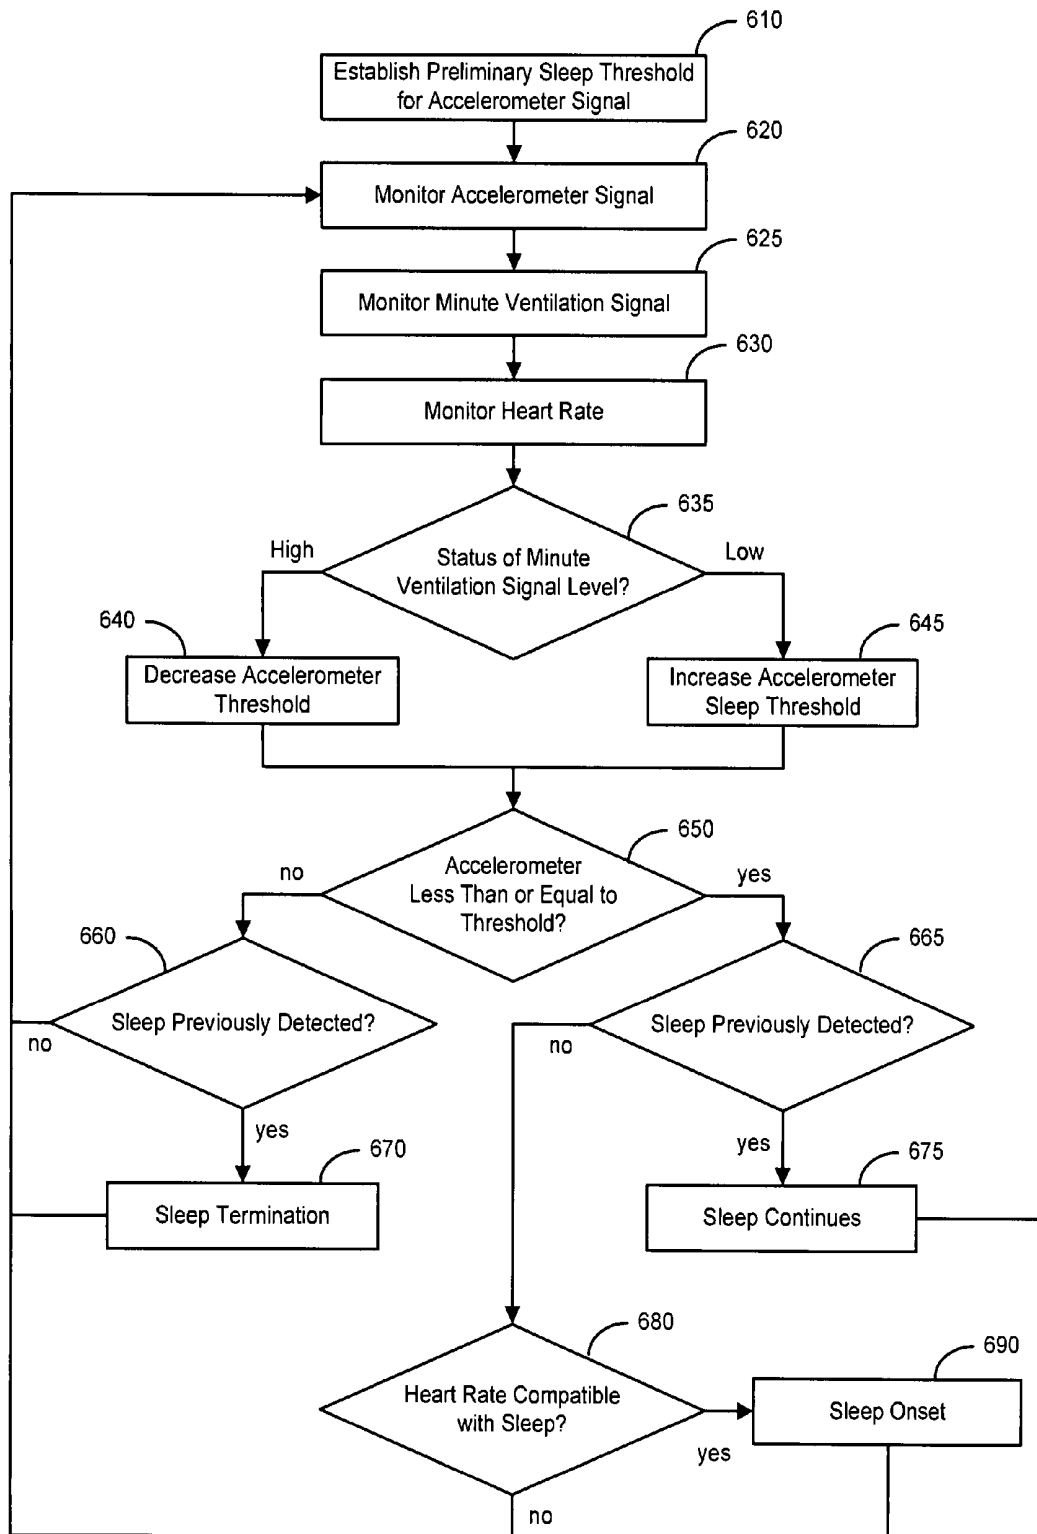 610
Establish Preliminary Sleep Threshold
for Accelerometer Signal
620
Monitor Accelerometer Signal
625
Monitor Minute Ventilation Signal
630
Monitor Heart Rate
635
High
Status of Minute
Ventilation Signal Level?
Low
640
645
Decrease Accelerometer
Threshold
Increase Accelerometer
Sleep Threshold
650
no
Accelerometer
Less Than or Equal to
Threshold?
yes
660
665
Sleep Previously Detected?
Sleep Previously Detected?
no
no
yes
yes
670
675
Sleep Termination
Sleep Continues
680
690
Heart Rate Compatible
with Sleep?
Sleep Onset
yes
no